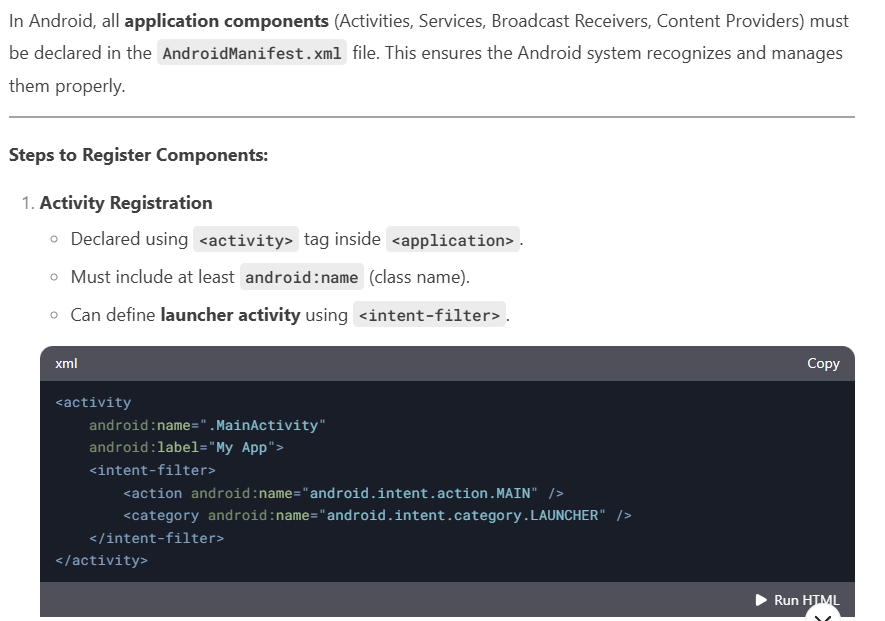 In Android, all application components (Activities, Services, Broadcast Receivers, Content Providers) must
be declared in the AndroidManifest.xml file. This ensures the Android system recognizes and manages
them properly.
Steps to Register Components:
1. Activity Registration
Declared using <activity> tag inside <application>.
Must include at least android:name (class name).
Can define launcher activity using <intent-filter>.
xml Copy
<activity
    android:name=".MainActivity"
    android:label="My App">
    <intent-filter>
        <action android:name="android.intent.action.MAIN" />
        <category android:name="android.intent.category.LAUNCHER" />
    </intent-filter>
</activity>
Run HTML